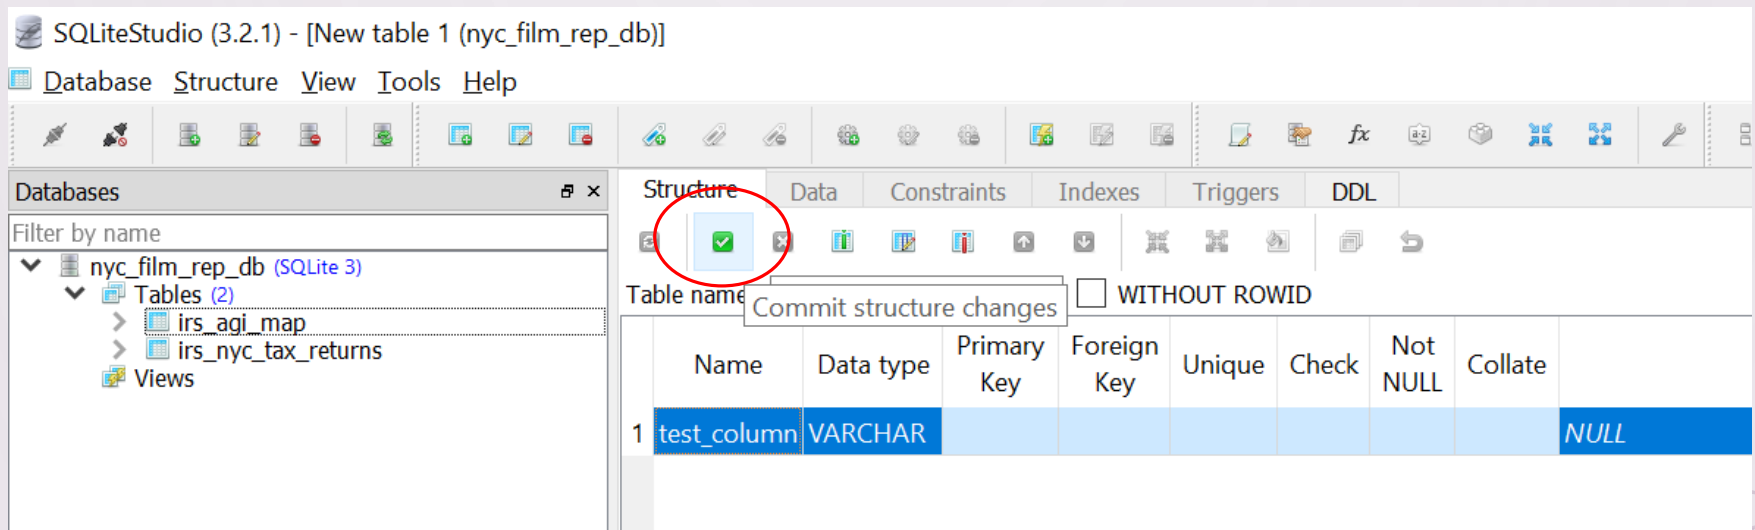 SQLiteStudio (3.2.1) - [New table 1 (nyc_film_rep_db)]
Database Structure View Tools Help
fx a-z
Databases
Filter by name
nyc_film_rep_db (SQLite 3)
Tables (2)
irs_agi_map
irs_nyc_tax_returns
Views
Structure Data Constraints Indexes Triggers DDL
Table name WITHOUT ROWID
Commit structure changes
Name Data type Primary Key Foreign Key Unique Check Not NULL Collate
1 test_column VARCHAR NULL